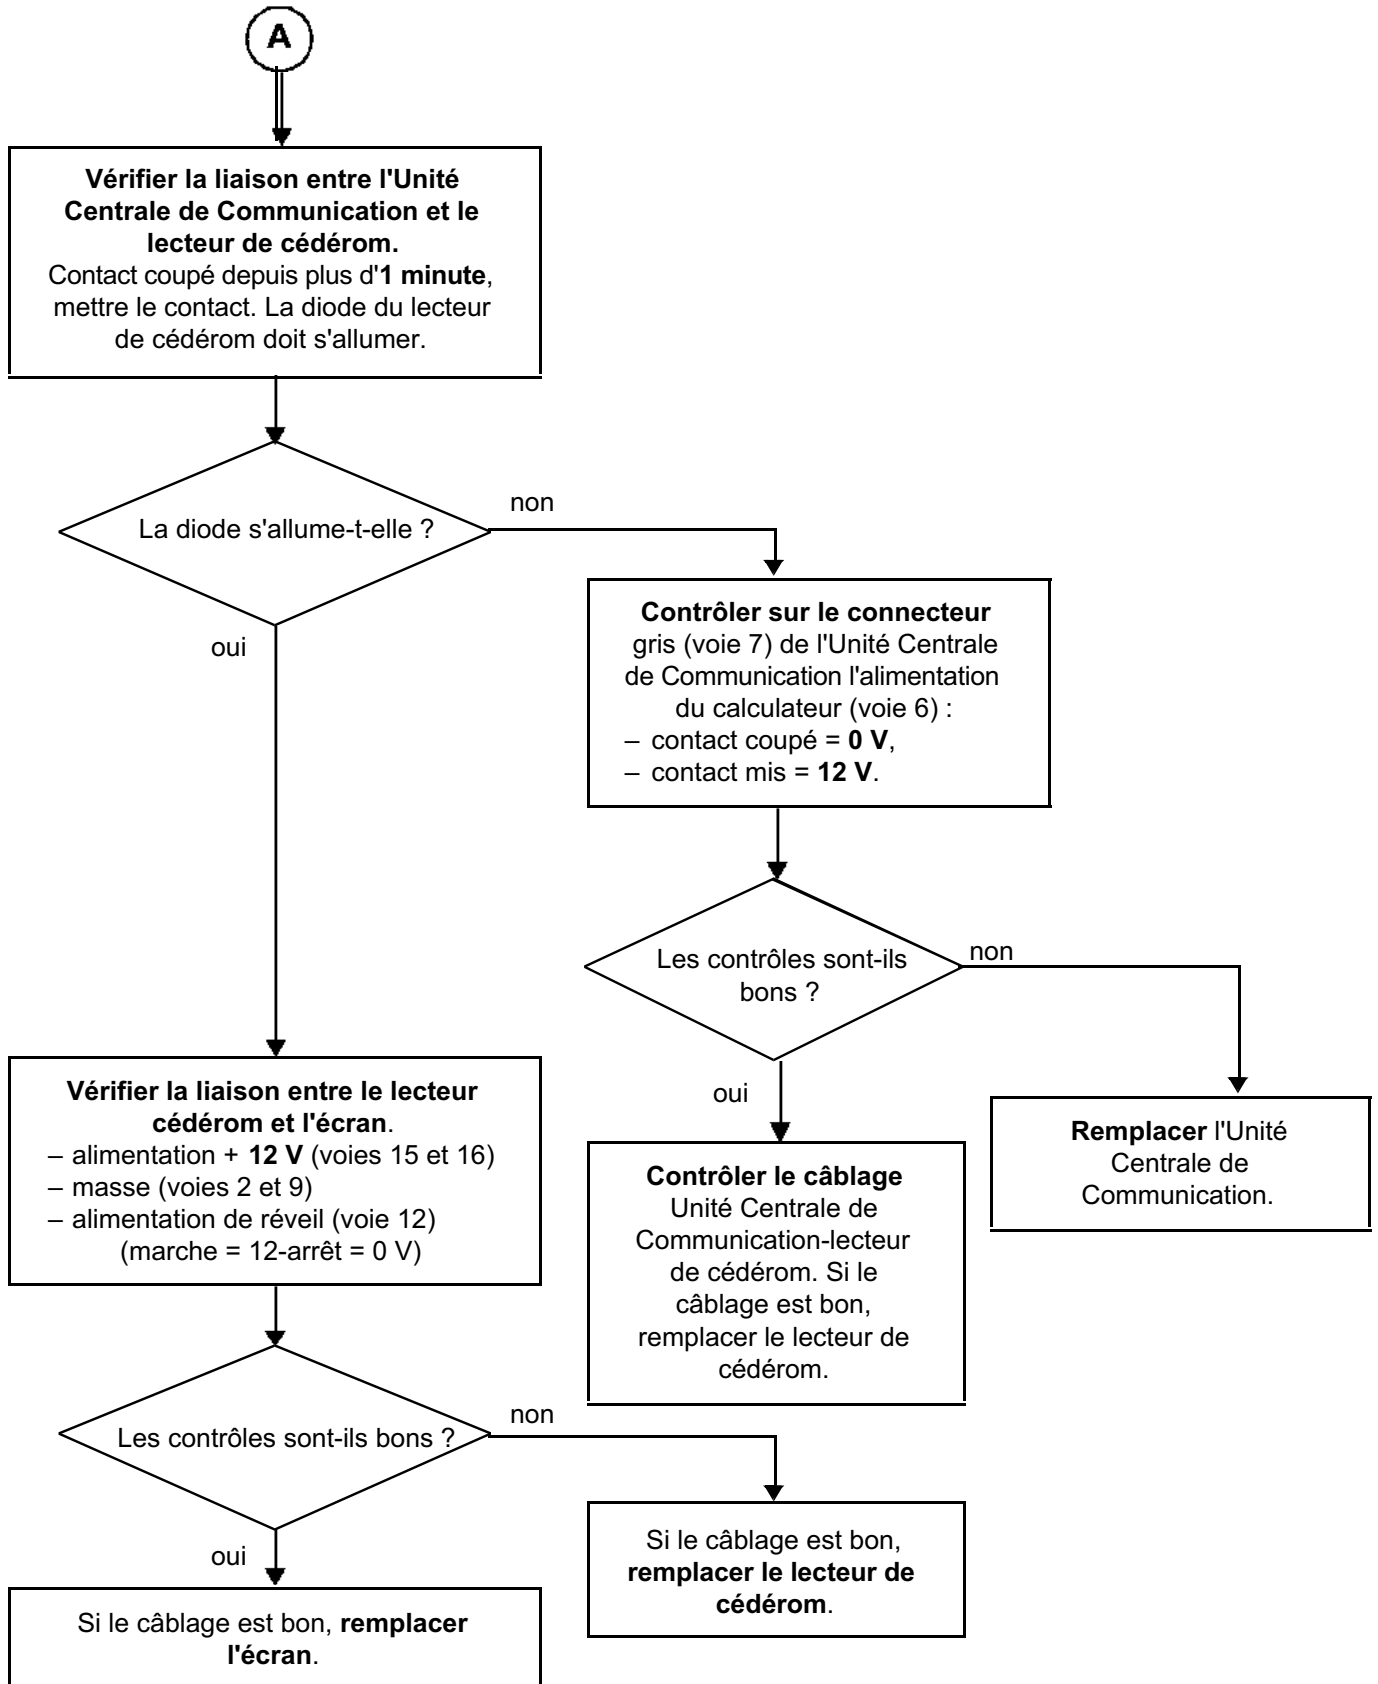 A
Vérifier la liaison entre l'Unité
Centrale de Communication et le
lecteur de cédérom.
Contact coupé depuis plus d'1 minute,
mettre le contact. La diode du lecteur
de cédérom doit s'allumer.
La diode s'allume-t-elle ?
non
oui
Contrôler sur le connecteur
gris (voie 7) de l'Unité Centrale
de Communication l'alimentation
du calculateur (voie 6) :
– contact coupé = 0 V,
– contact mis = 12 V.
Les contrôles sont-ils
bons ?
non
oui
Remplacer l'Unité
Centrale de
Communication.
Contrôler le câblage
Unité Centrale de
Communication-lecteur
de cédérom. Si le
câblage est bon,
remplacer le lecteur de
cédérom.
Vérifier la liaison entre le lecteur
cédérom et l'écran.
– alimentation + 12 V (voies 15 et 16)
– masse (voies 2 et 9)
– alimentation de réveil (voie 12)
(marche = 12-arrêt = 0 V)
Les contrôles sont-ils bons ?
non
oui
Si le câblage est bon,
remplacer le lecteur de
cédérom.
Si le câblage est bon, remplacer
l'écran.